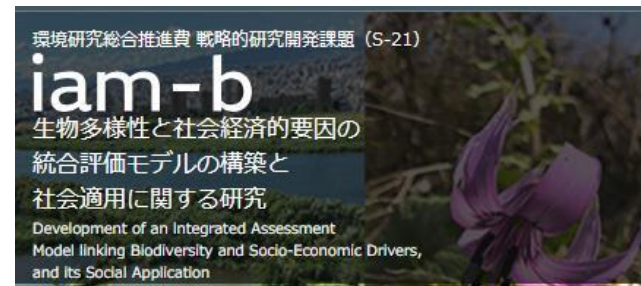 環境研究総合推進費 戦略的研究開発課題（S-21）
iam-b
生物多様性と社会経済的要因の
統合評価モデルの構築と
社会適用に関する研究
Development of an Integrated Assessment
Model linking Biodiversity and Socio-Economic Drivers,
and its Social Application